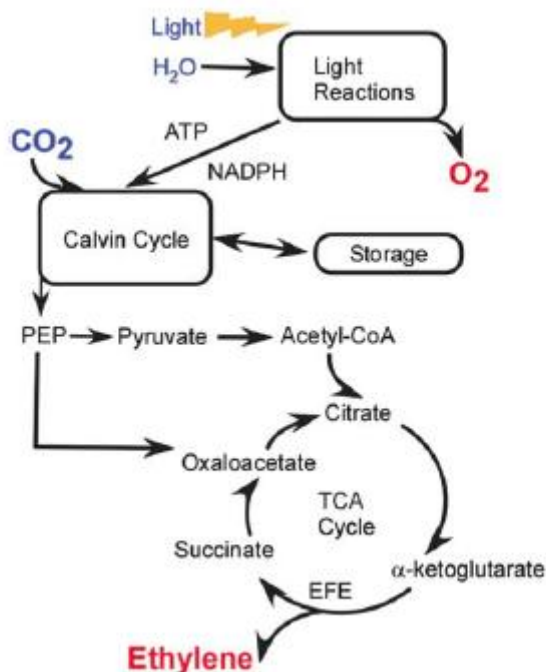 Light
H2O
Light
Reactions
ATP
NADPH
CO2
O2
Calvin Cycle
Storage
PEP
Pyruvate
Acetyl-CoA
Citrate
Oxaloacetate
TCA
Cycle
Succinate
α-ketoglutarate
EFE
Ethylene